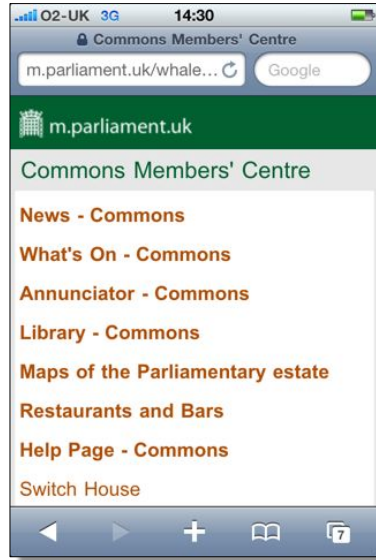 O2-UK 3G 14:30
Commons Members' Centre
m.parliament.uk/whale... Google
m.parliament.uk
Commons Members' Centre
News - Commons
What's On - Commons
Annunciator - Commons
Library - Commons
Maps of the Parliamentary estate
Restaurants and Bars
Help Page - Commons
Switch House
7